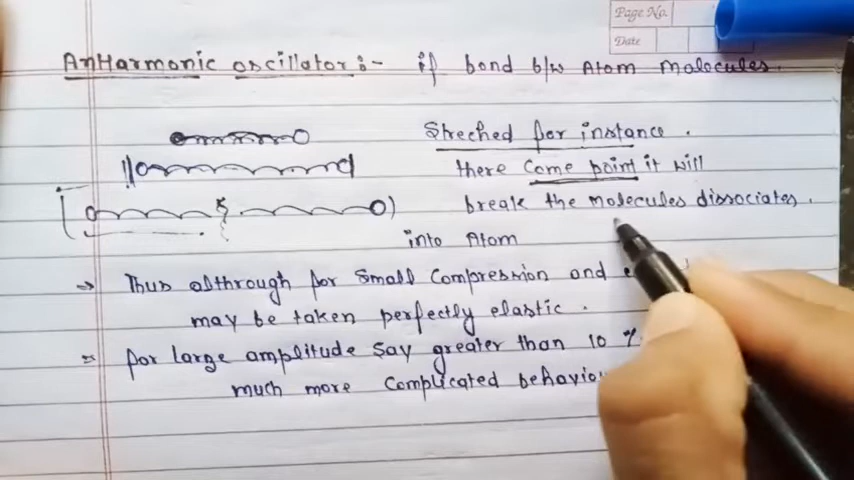 Page No.
Date
AnHarmonic oscillator :- if bond b/w Atom molecules.
Streched for instance.
there Come point it will
break the molecules dissociates.
into Atom
Thus althrough for Small Compression and
may be taken perfectly elastic.
for large amplitude Say greater than 10 %
much more Complicated behaviou